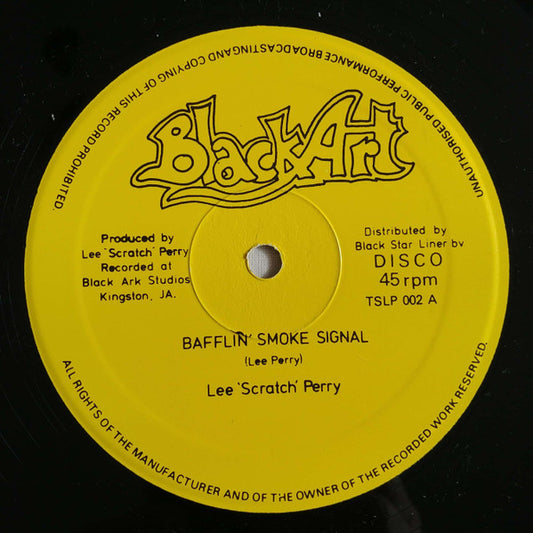 UNAUTHORISED PUBLIC PERFORMANCE BROADCASTING AND COPYING OF THIS RECORD PROHIBITED.
Black Art
Produced by
Lee 'Scratch' Perry
Recorded at
Black Ark Studios
Kingston, JA.
Distributed by
Black Star Liner bv
DISCO
45 rpm
TSLP 002 A
BAFFLIN' SMOKE SIGNAL
(Lee Perry)
Lee 'Scratch' Perry
ALL RIGHTS OF THE MANUFACTURER AND OF THE OWNER OF THE RECORDED WORK RESERVED.